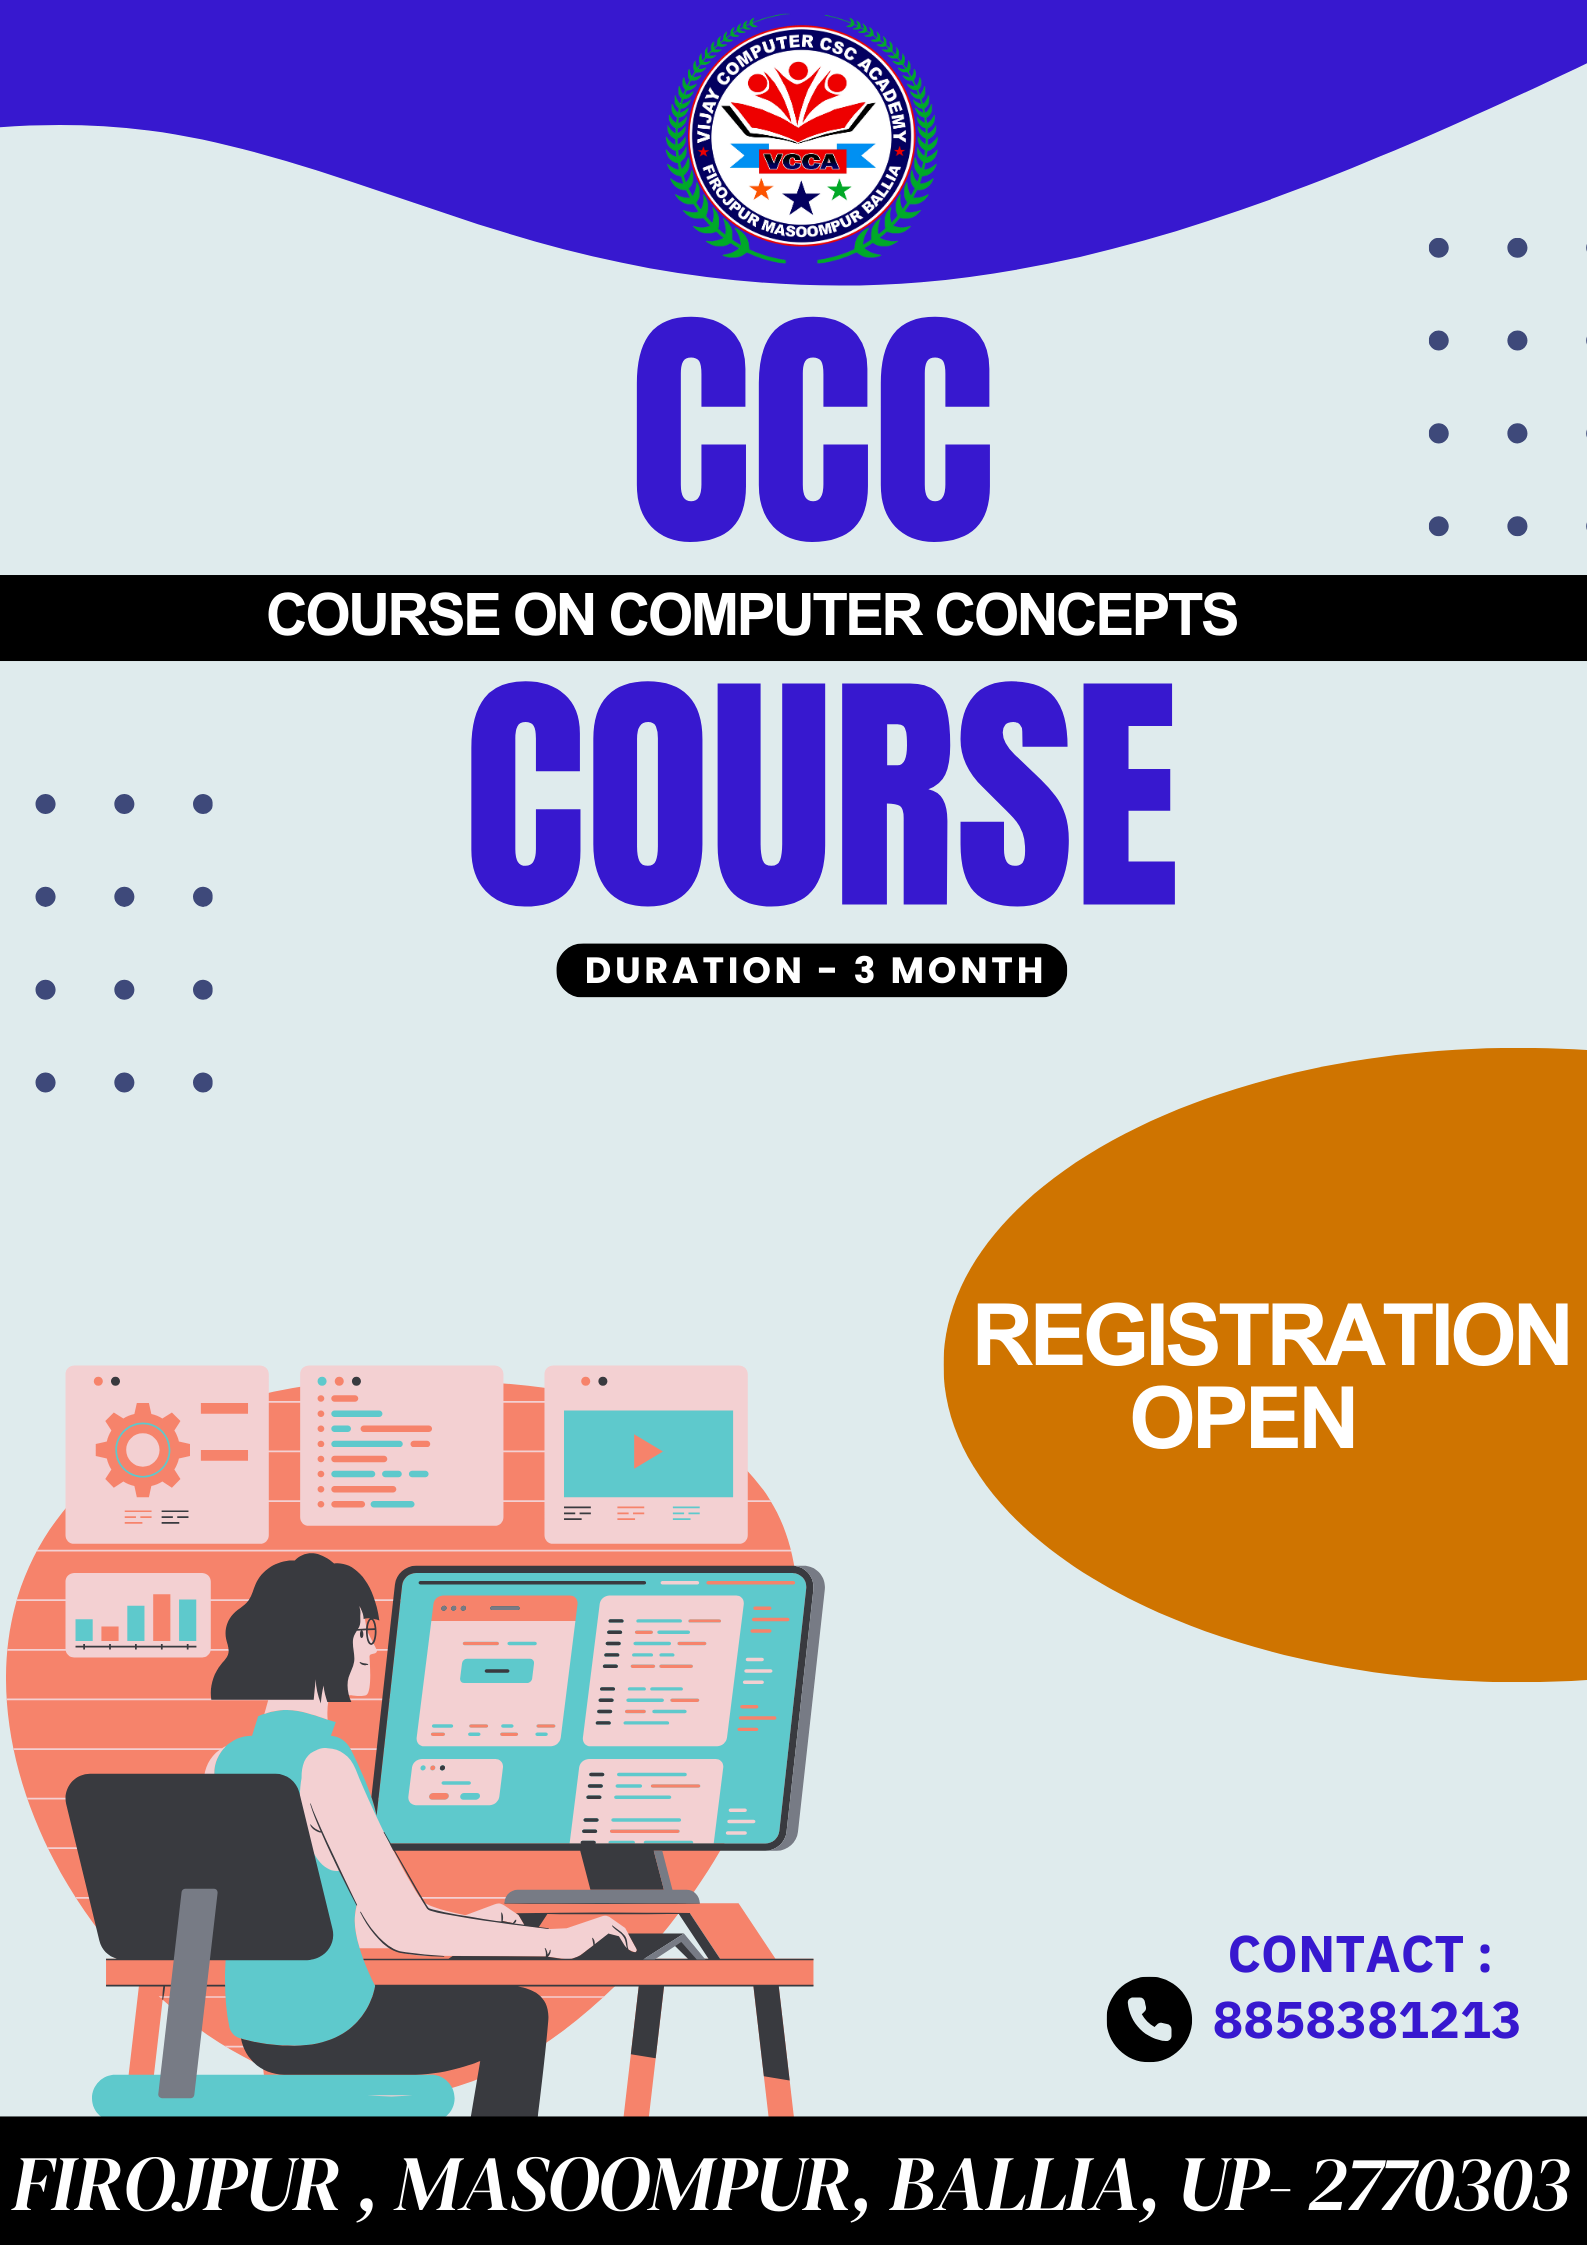 VIJAY COMPUTER CSC ACADEMY
VCCA
FIROJPUR MASOOMPUR BALLIA
CCC
COURSE ON COMPUTER CONCEPTS
COURSE
DURATION - 3 MONTH
REGISTRATION
OPEN
CONTACT :
8858381213
FIROJPUR , MASOOMPUR, BALLIA, UP- 2770303